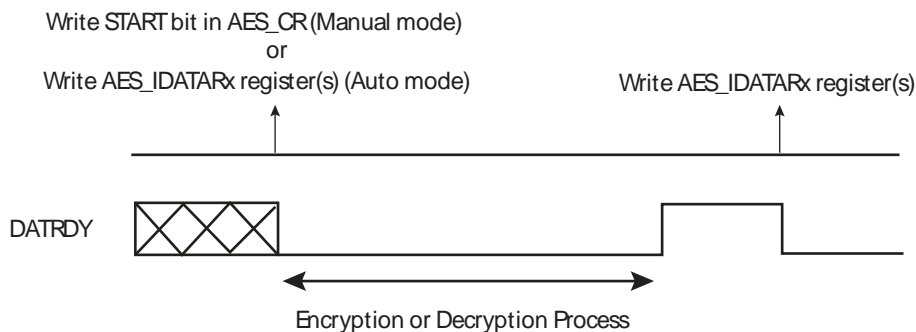 Write START bit in AES_CR (Manual mode)
or
Write AES_IDATARx register(s) (Auto mode)
Write AES_IDATARx register(s)
DATRDY
Encryption or Decryption Process